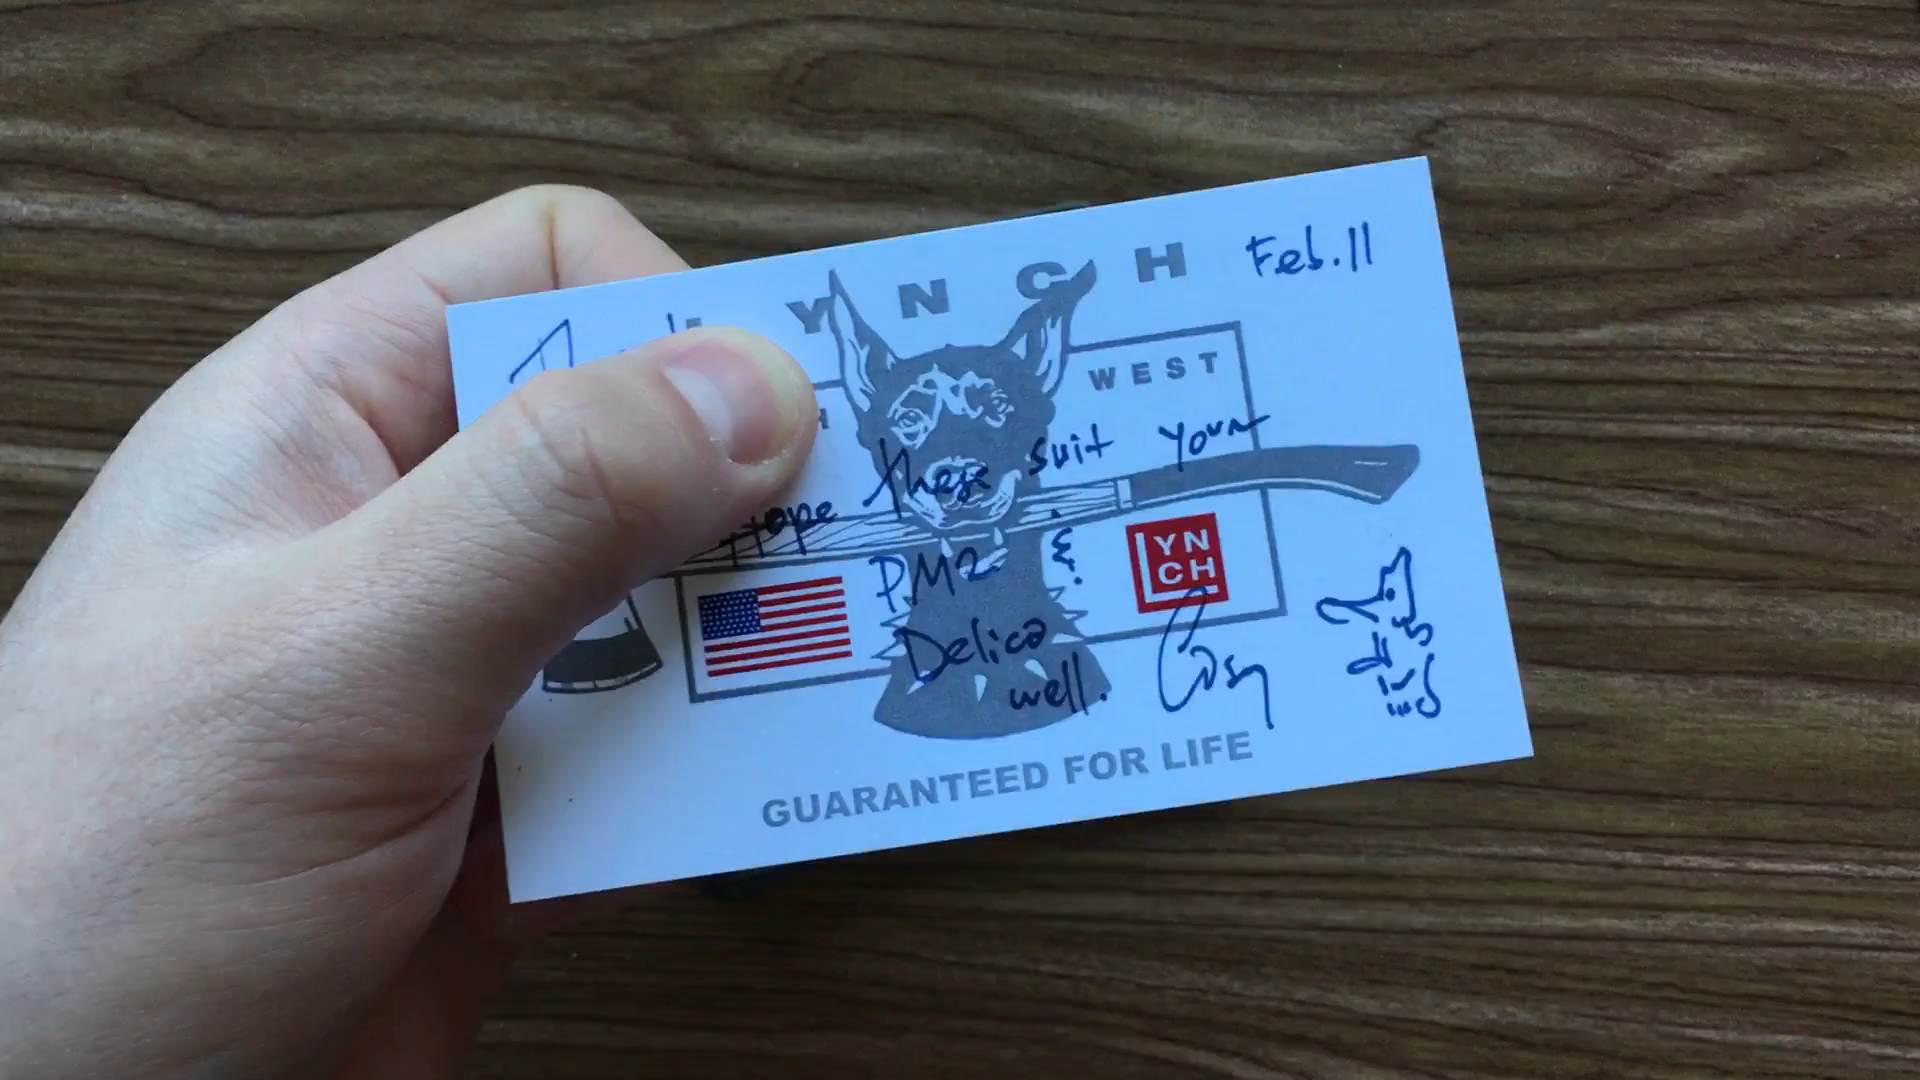 YNCH
Feb. 11
WEST
H
Hope these suit your
PM2 &
Delica
well.
YN
CH
GUARANTEED FOR LIFE